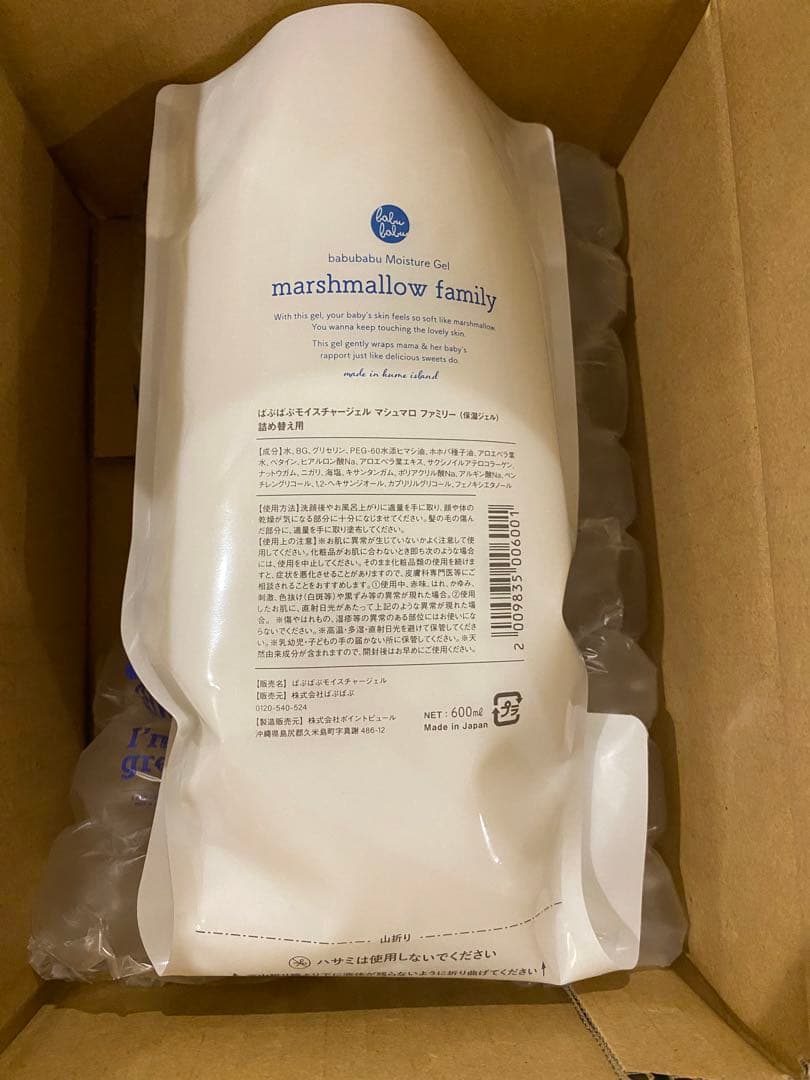 babu
babu
babubabu Moisture Gel
marshmallow family
With this gel, your baby's skin feels so soft like marshmallow.
You wanna keep touching the lovely skin.
This gel gently wraps mama & her baby's
rapport just like delicious sweets do.
made in kume island
ばぶばぶモイスチャージェル マシュマロ ファミリー（保湿ジェル）
詰め替え用
【成分】水、BG、グリセリン、PEG-60水添ヒマシ油、ホホバ種子油、アロエベラ葉
水、ベタイン、ヒアルロン酸Na、アロエベラ葉エキス、サクシノイルアテロコラーゲン、
ナットウガム、ニガリ、海塩、キサンタンガム、ポリアクリル酸Na、アルギン酸Na、ペン
チレングリコール、1,2-ヘキサンジオール、カプリリルグリコール、フェノキシエタノール
【使用方法】洗顔後やお風呂上がりに適量を手に取り、顔や体の
乾燥が気になる部分に十分になじませてください。髪の毛の傷ん
だ部分に、適量を手に取り塗布してください。
【使用上の注意】※お肌に異常が生じていないかよく注意して使
用してください。化粧品がお肌に合わないとき即ち次のような場合
には、使用を中止してください。そのまま化粧品類の使用を続けま
すと、症状を悪化させることがありますので、皮膚科専門医等にご
相談されることをおすすめします。①使用中、赤味、はれ、かゆみ、
刺激、色抜け（白斑等）や黒ずみ等の異常が現れた場合。②使用
したお肌に、直射日光があたって上記のような異常が現れた場
合。 ※傷やはれもの、湿疹等の異常のある部位にはお使いにな
らないでください。※高温・多湿・直射日光を避けて保管してくださ
い。※乳幼児・子どもの手の届かない所に保管してください。※天
然由来成分が含まれますので、開封後はお早めにご使用ください。
2 009835 006001
【販売名】ばぶばぶモイスチャージェル
【販売元】株式会社ばぶばぶ
0120-540-524
【製造販売元】株式会社ポイントピュール
沖縄県島尻郡久米島町字真謝 486-12
NET：600㎖
Made in Japan
プラ
I'm
gre
山折り
ハサミは使用しないでください
らないように折り曲げてください